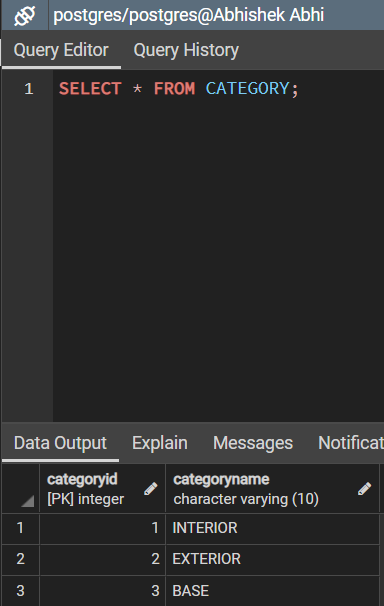 postgres/postgres@Abhishek Abhi
Query Editor Query History
1 SELECT * FROM CATEGORY;
Data Output Explain Messages Notificat
categoryid categoryname
[PK] integer character varying (10)
1 1 INTERIOR
2 2 EXTERIOR
3 3 BASE